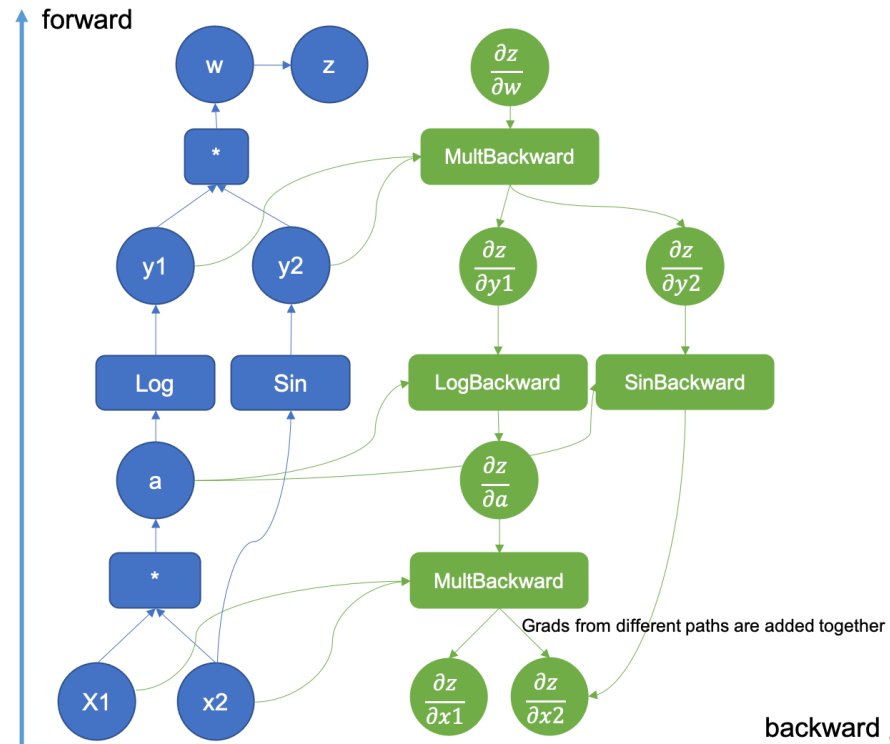 forward
w
z
∂z
∂w
*
MultBackward
y1
y2
∂z
∂y1
∂z
∂y2
Log
Sin
LogBackward
SinBackward
a
∂z
∂a
*
MultBackward
Grads from different paths are added together
X1
x2
∂z
∂x1
∂z
∂x2
backward